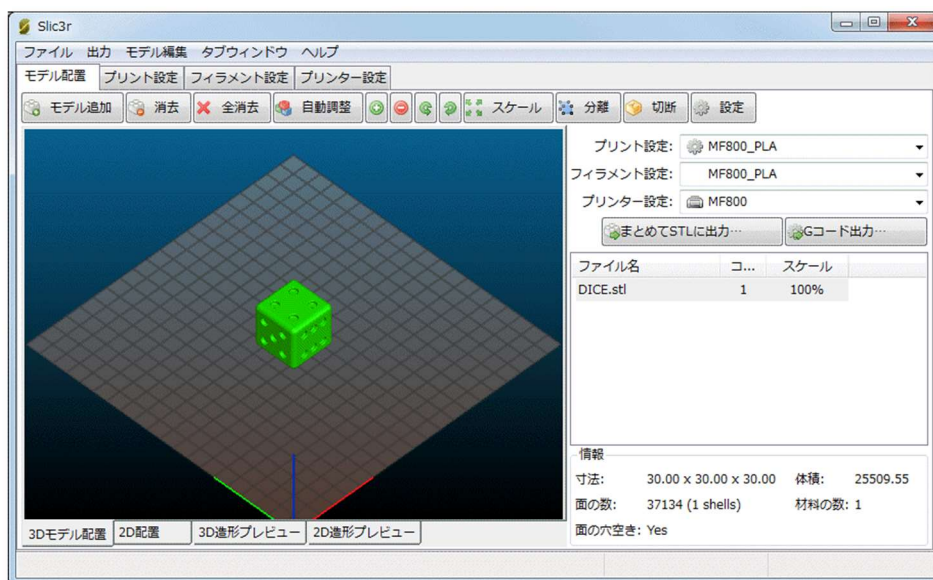 Slic3r
ファイル 出力 モデル編集 タブウィンドウ ヘルプ
モデル配置 プリント設定 フィラメント設定 プリンター設定
モデル追加 消去 全消去 自動調整 スケール 分離 切断 設定
プリント設定: MF800_PLA
フィラメント設定: MF800_PLA
プリンター設定: MF800
まとめてSTLに出力… Gコード出力…
ファイル名 コ... スケール
DICE.stl 1 100%
情報
寸法: 30.00 x 30.00 x 30.00 体積: 25509.55
面の数: 37134 (1 shells) 材料の数: 1
面の穴空き: Yes
3Dモデル配置 2D配置 3D造形プレビュー 2D造形プレビュー